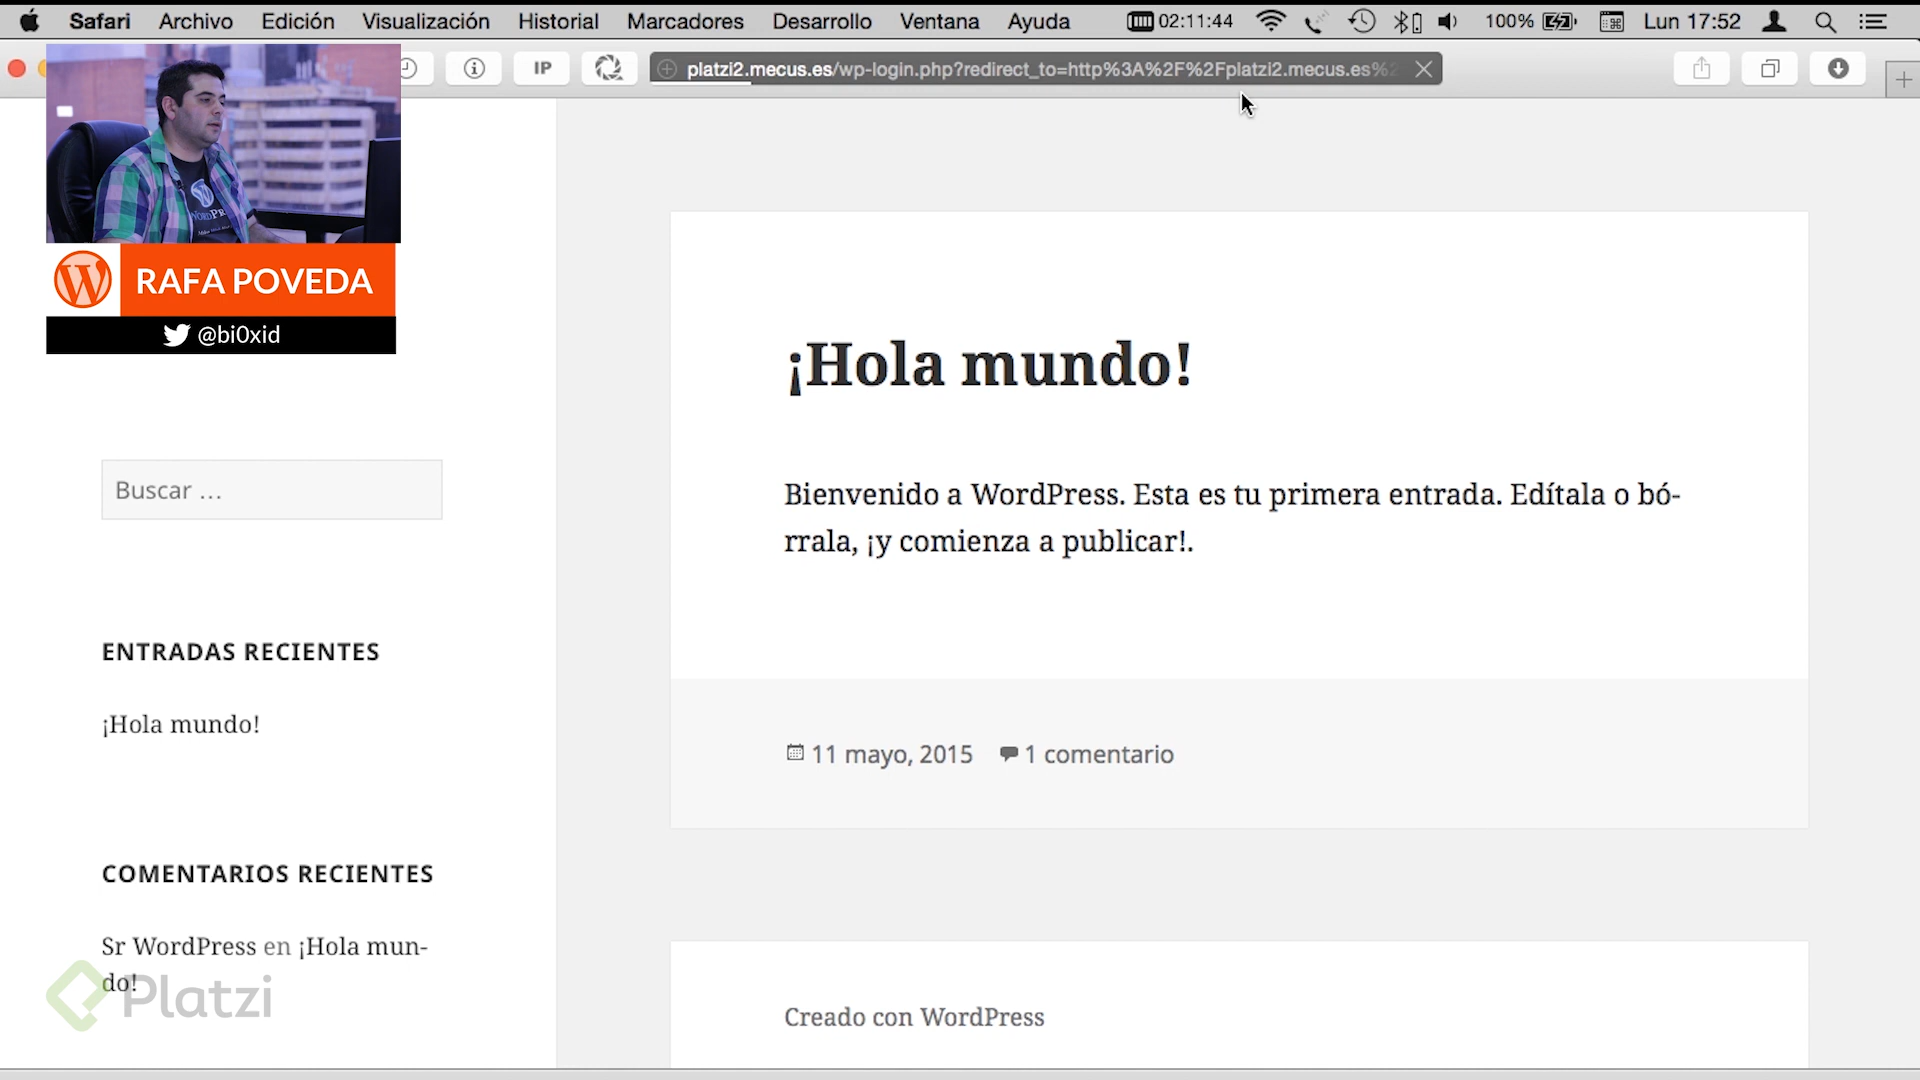 Safari Archivo Edición Visualización Historial Marcadores Desarrollo Ventana Ayuda 02:11:44 100% Lun 17:52
IP platzi2.mecus.es/wp-login.php?redirect_to=http%3A%2F%2Fplatzi2.mecus.es%2
WORDPR
RAFA POVEDA
@bi0xid
¡Hola mundo!
Bienvenido a WordPress. Esta es tu primera entrada. Edítala o bó-
rrala, ¡y comienza a publicar!.
11 mayo, 2015 1 comentario
Creado con WordPress
Buscar …
ENTRADAS RECIENTES
¡Hola mundo!
COMENTARIOS RECIENTES
Sr WordPress en ¡Hola mun-
do!
Platzi